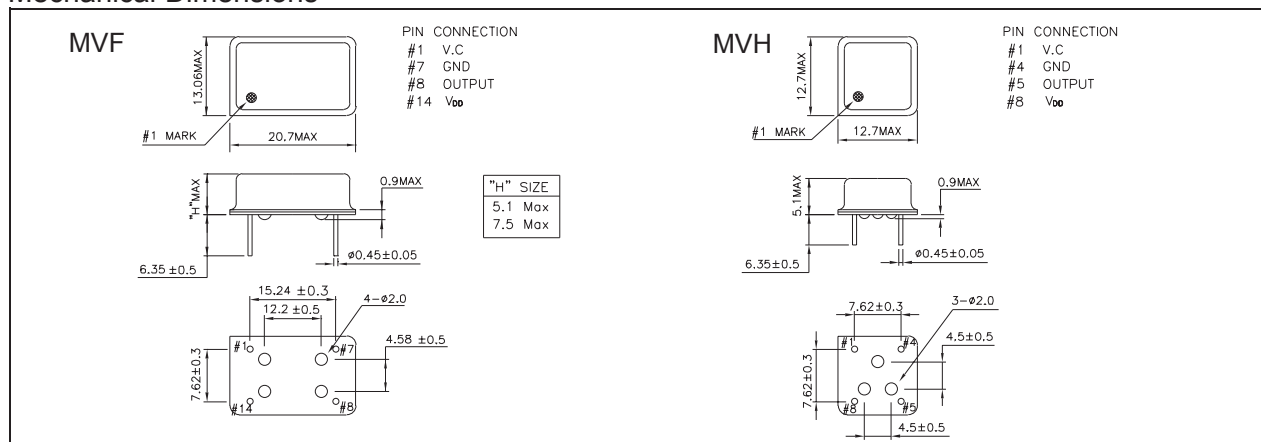 Mechanical Dimensions
MVF
PIN CONNECTION
#1 V.C
#7 GND
#8 OUTPUT
#14 VDD
13.06MAX
#1 MARK
20.7MAX
"H"MAX
0.9MAX
"H" SIZE
5.1 Max
7.5 Max
6.35±0.5
ø0.45±0.05
15.24 ±0.3
4-ø2.0
12.2 ±0.5
4.58 ±0.5
#1
#7
7.62±0.3
#14
#8
MVH
PIN CONNECTION
#1 V.C
#4 GND
#5 OUTPUT
#8 VDD
12.7MAX
#1 MARK
12.7MAX
5.1MAX
0.9MAX
6.35±0.5
ø0.45±0.05
7.62±0.3
3-ø2.0
#1
#4
4.5±0.5
7.62±0.3
#8
#5
4.5±0.5